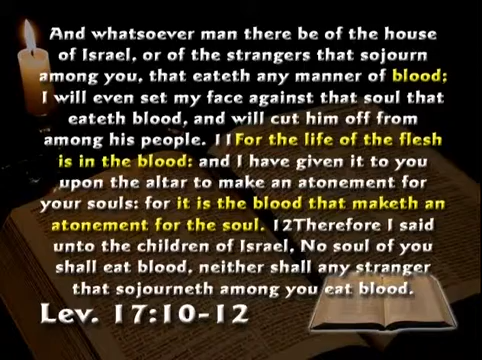 And whatsoever man there be of the house
of Israel, or of the strangers that sojourn
among you, that eateth any manner of blood;
I will even set my face against that soul that
eateth blood, and will cut him off from
among his people. 11For the life of the flesh
is in the blood: and I have given it to you
upon the altar to make an atonement for
your souls: for it is the blood that maketh an
atonement for the soul. 12Therefore I said
unto the children of Israel, No soul of you
shall eat blood, neither shall any stranger
that sojourneth among you eat blood.
Lev. 17:10-12